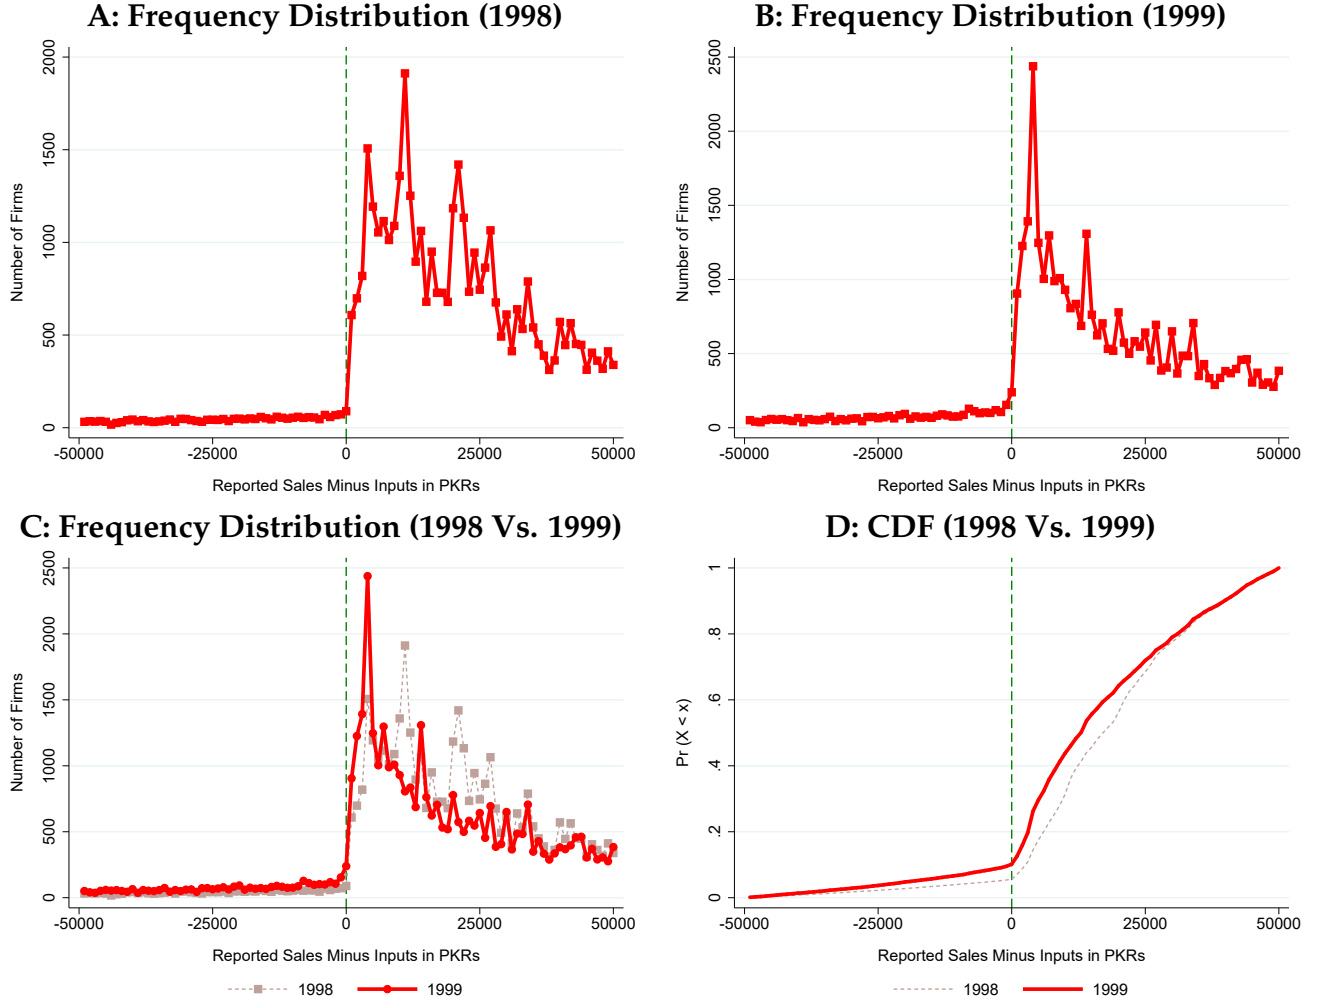 A: Frequency Distribution (1998)
Number of Firms
2000
1500
1000
500
0
-50000 -25000 0 25000 50000
Reported Sales Minus Inputs in PKRs
B: Frequency Distribution (1999)
Number of Firms
2500
2000
1500
1000
500
0
-50000 -25000 0 25000 50000
Reported Sales Minus Inputs in PKRs
C: Frequency Distribution (1998 Vs. 1999)
Number of Firms
2500
2000
1500
1000
500
0
-50000 -25000 0 25000 50000
Reported Sales Minus Inputs in PKRs
1998 1999
D: CDF (1998 Vs. 1999)
Pr (X < x)
1
.8
.6
.4
.2
0
-50000 -25000 0 25000 50000
Reported Sales Minus Inputs in PKRs
1998 1999